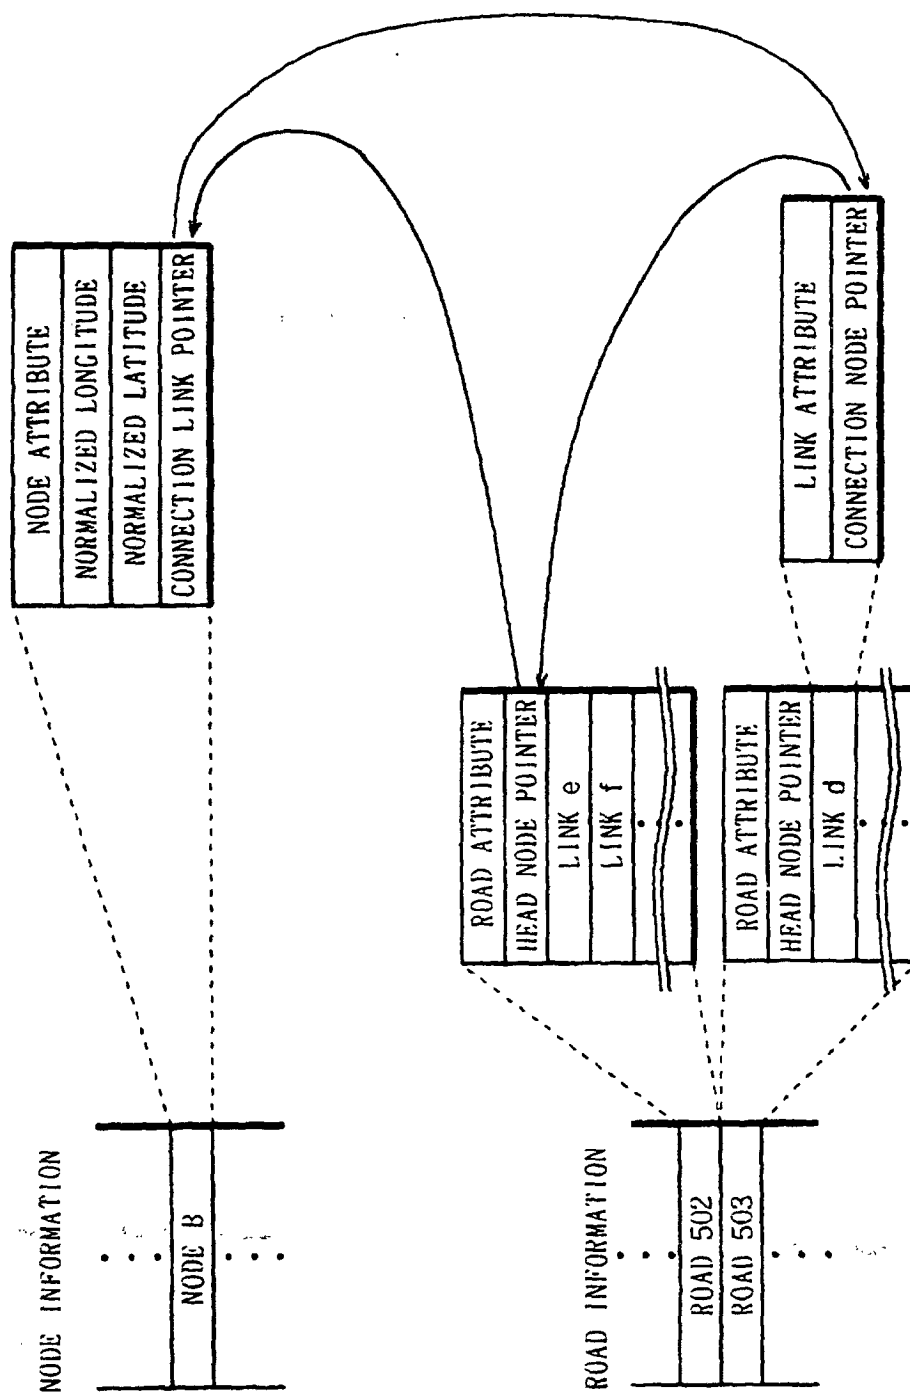 NODE INFORMATION
NODE B
NODE ATTRIBUTE
NORMALIZED LONGITUDE
NORMALIZED LATITUDE
CONNECTION LINK POINTER
ROAD INFORMATION
ROAD 502
ROAD 503
ROAD ATTRIBUTE
HEAD NODE POINTER
LINK e
LINK f
ROAD ATTRIBUTE
HEAD NODE POINTER
LINK d
LINK ATTRIBUTE
CONNECTION NODE POINTER